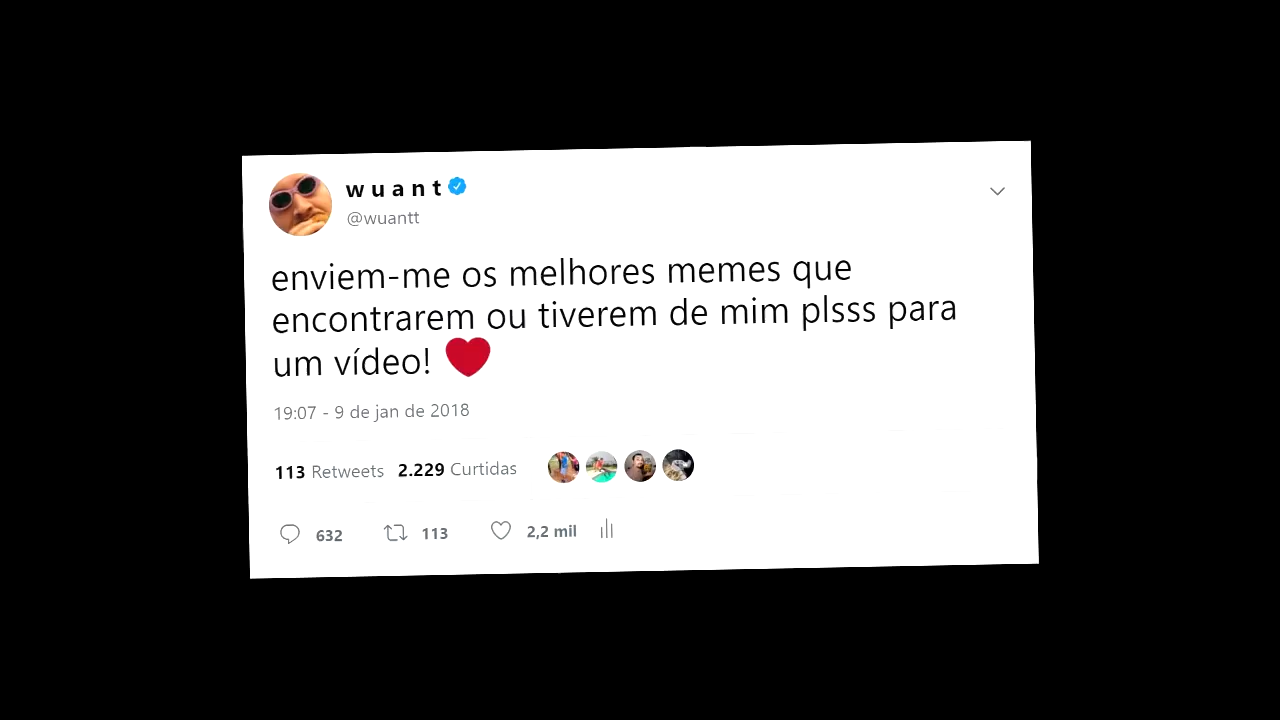 w u a n t
@wuantt
enviem-me os melhores memes que
encontrarem ou tiverem de mim plsss para
um vídeo! ❤
19:07 - 9 de jan de 2018
113 Retweets 2.229 Curtidas
632 113 2,2 mil